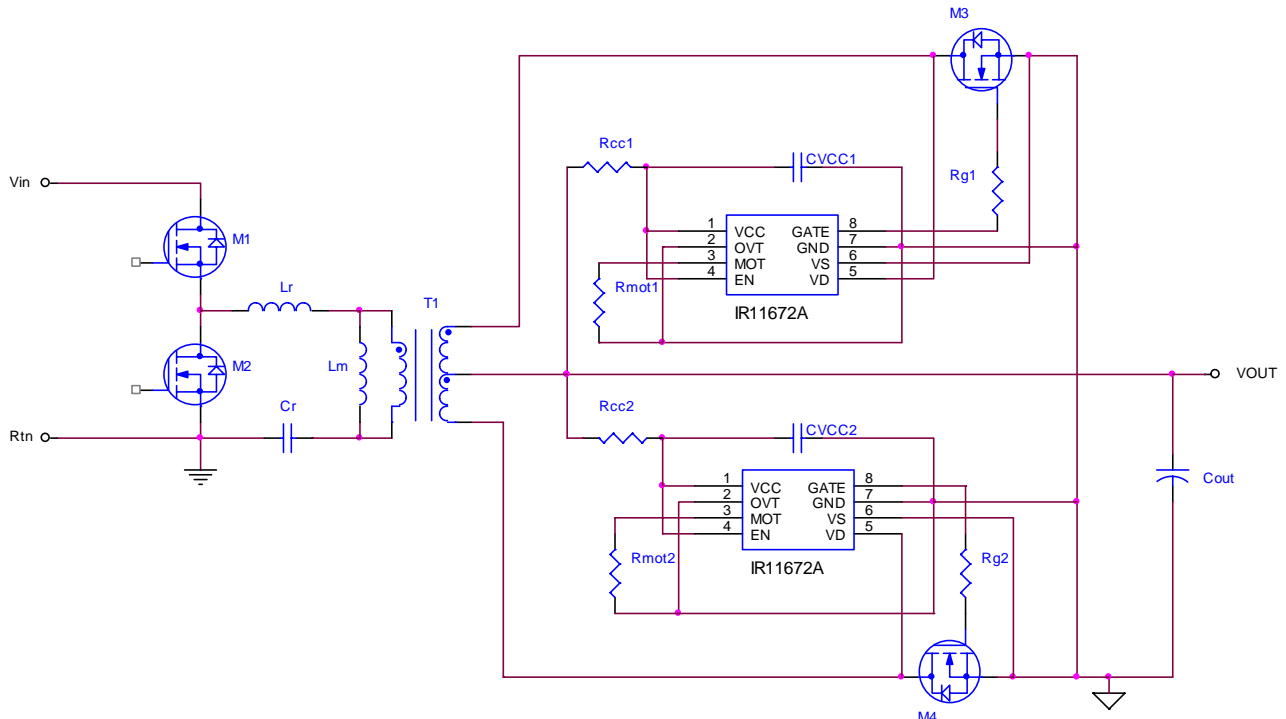 M3
Rcc1
CVCC1
Rg1
Vin
M1
1 VCC GATE 8
2 OVT GND 7
3 MOT VS 6
4 EN VD 5
IR11672A
Rmot1
Lr
T1
M2
Lm
VOUT
Cr
Rcc2
CVCC2
Rtn
1 VCC GATE 8
2 OVT GND 7
3 MOT VS 6
4 EN VD 5
IR11672A
Rmot2
Rg2
Cout
M4